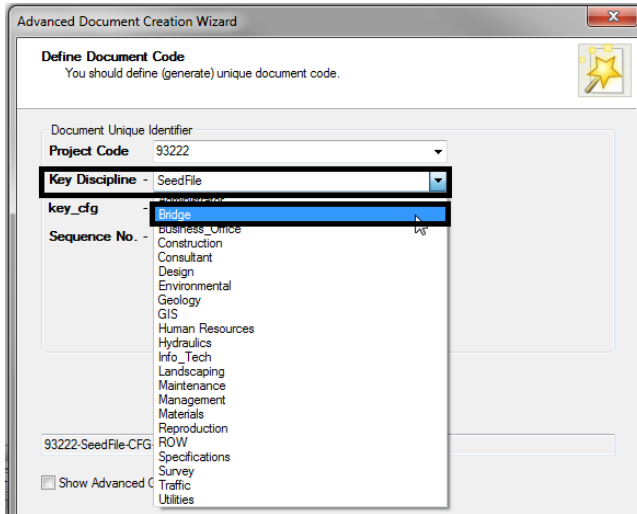 Advanced Document Creation Wizard
Define Document Code
You should define (generate) unique document code.
Document Unique Identifier
Project Code 93222
Key Discipline - SeedFile
key_cfg -
Administrator
Bridge
Business_Office
Sequence No. -
Construction
Consultant
Design
Environmental
Geology
GIS
Human Resources
Hydraulics
Info_Tech
Landscaping
Maintenance
Management
Materials
Reproduction
ROW
Specifications
Survey
Traffic
Utilities
93222-SeedFile-CFG-
Show Advanced